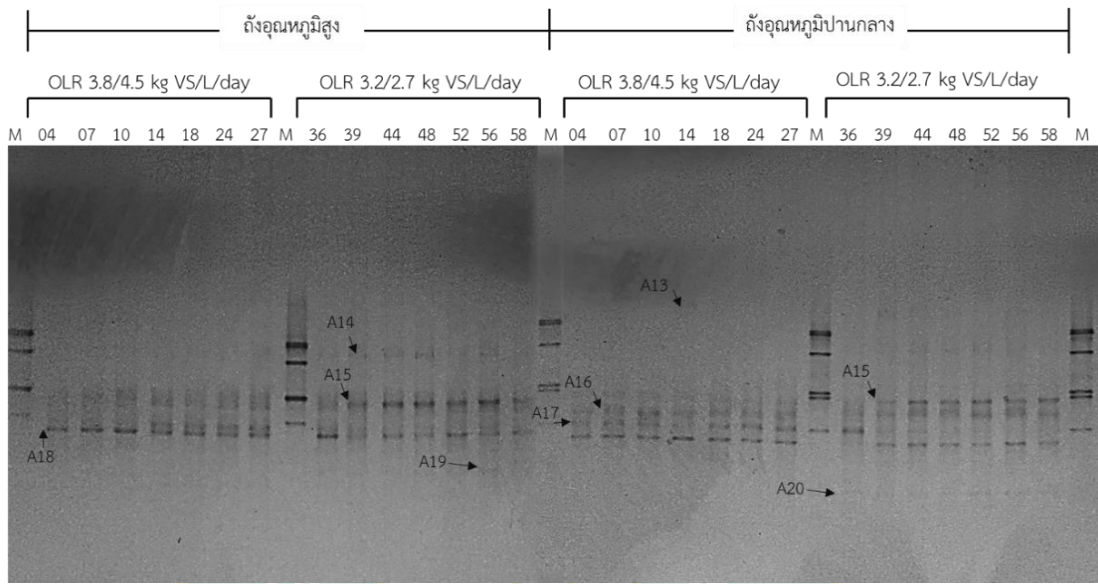 ถังอุณหภูมิสูง ถังอุณหภูมิปานกลาง
OLR 3.8/4.5 kg VS/L/day OLR 3.2/2.7 kg VS/L/day OLR 3.8/4.5 kg VS/L/day OLR 3.2/2.7 kg VS/L/day
M 04 07 10 14 18 24 27 M 36 39 44 48 52 56 58 M 04 07 10 14 18 24 27 M 36 39 44 48 52 56 58 M
A13
A14
A15 A16 A15
A17
A18 A19
A20